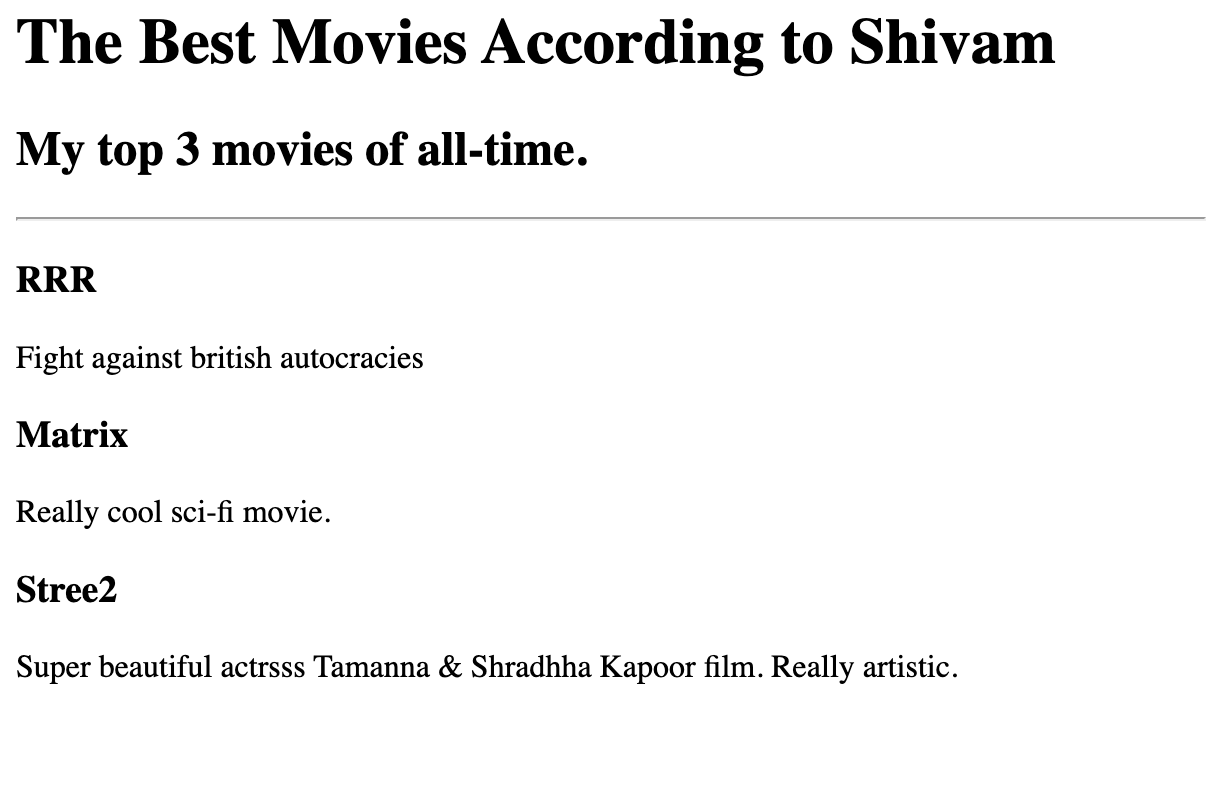 The Best Movies According to Shivam
My top 3 movies of all-time.
RRR
Fight against british autocracies
Matrix
Really cool sci-fi movie.
Stree2
Super beautiful actrsss Tamanna & Shradhha Kapoor film. Really artistic.